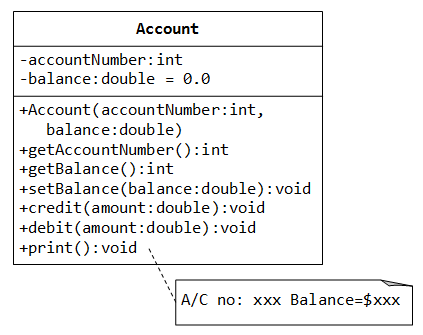 Account
-accountNumber:int
-balance:double = 0.0
+Account(accountNumber:int,
balance:double)
+getAccountNumber():int
+getBalance():int
+setBalance(balance:double):void
+credit(amount:double):void
+debit(amount:double):void
+print():void
A/C no: xxx Balance=$xxx